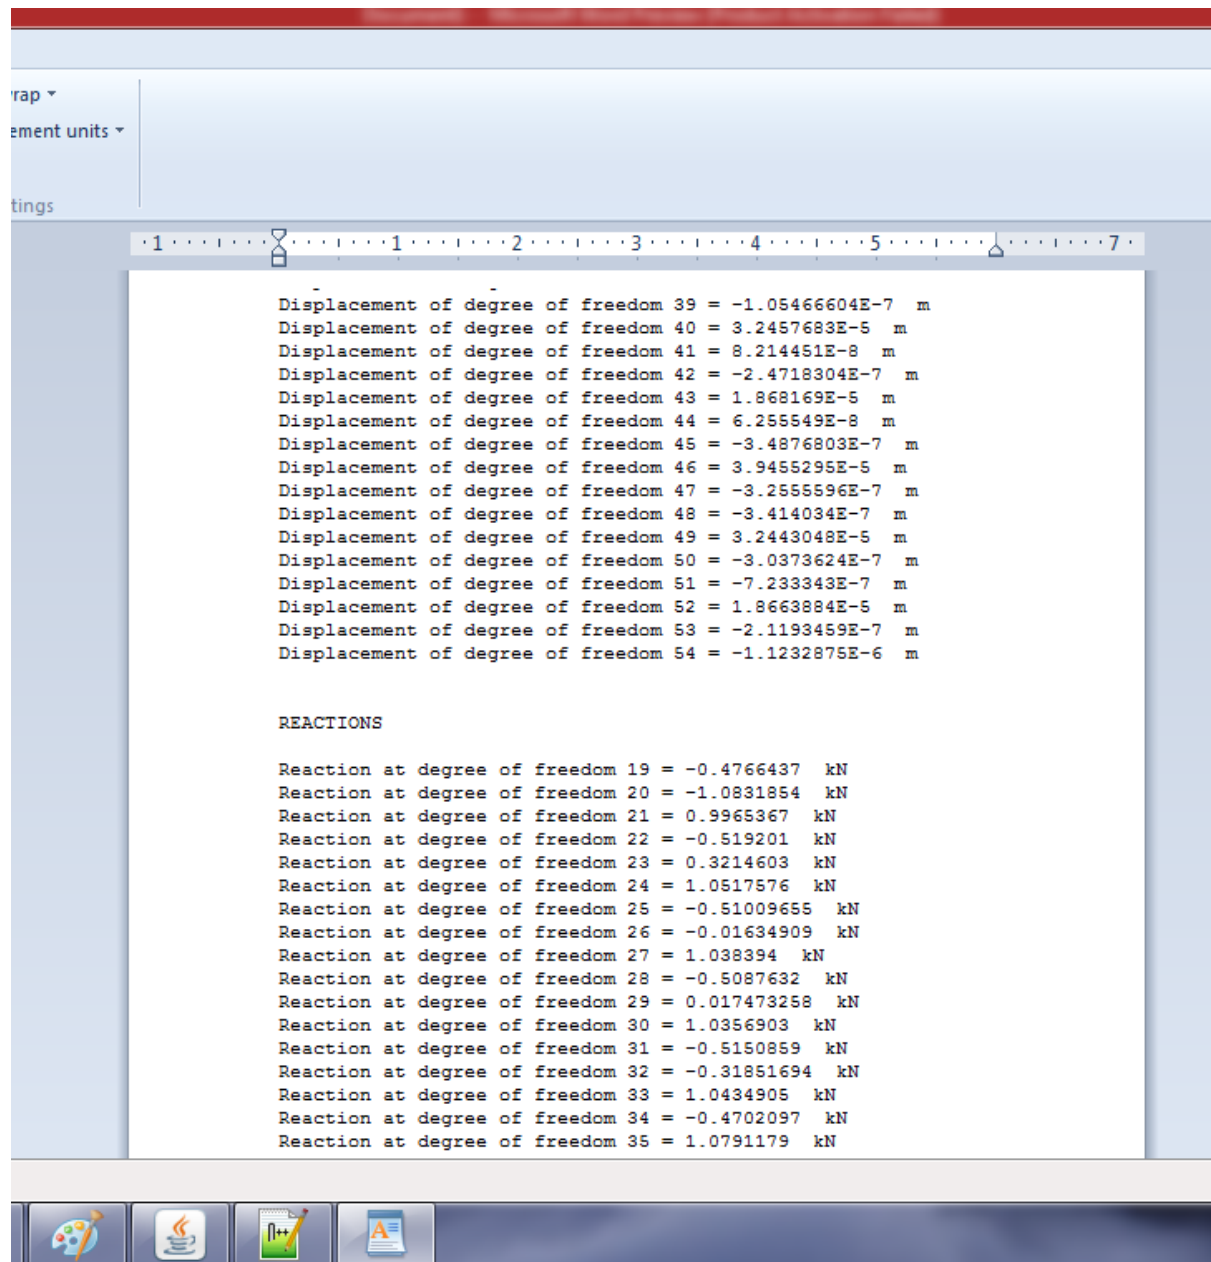 rap
ement units
tings
1 1 2 3 4 5 7
Displacement of degree of freedom 39 = -1.05466604E-7 m
Displacement of degree of freedom 40 = 3.2457683E-5 m
Displacement of degree of freedom 41 = 8.214451E-8 m
Displacement of degree of freedom 42 = -2.4718304E-7 m
Displacement of degree of freedom 43 = 1.868169E-5 m
Displacement of degree of freedom 44 = 6.255549E-8 m
Displacement of degree of freedom 45 = -3.4876803E-7 m
Displacement of degree of freedom 46 = 3.9455295E-5 m
Displacement of degree of freedom 47 = -3.2555596E-7 m
Displacement of degree of freedom 48 = -3.414034E-7 m
Displacement of degree of freedom 49 = 3.2443048E-5 m
Displacement of degree of freedom 50 = -3.0373624E-7 m
Displacement of degree of freedom 51 = -7.233343E-7 m
Displacement of degree of freedom 52 = 1.8663884E-5 m
Displacement of degree of freedom 53 = -2.1193459E-7 m
Displacement of degree of freedom 54 = -1.1232875E-6 m
REACTIONS
Reaction at degree of freedom 19 = -0.4766437 kN
Reaction at degree of freedom 20 = -1.0831854 kN
Reaction at degree of freedom 21 = 0.9965367 kN
Reaction at degree of freedom 22 = -0.519201 kN
Reaction at degree of freedom 23 = 0.3214603 kN
Reaction at degree of freedom 24 = 1.0517576 kN
Reaction at degree of freedom 25 = -0.51009655 kN
Reaction at degree of freedom 26 = -0.01634909 kN
Reaction at degree of freedom 27 = 1.038394 kN
Reaction at degree of freedom 28 = -0.5087632 kN
Reaction at degree of freedom 29 = 0.017473258 kN
Reaction at degree of freedom 30 = 1.0356903 kN
Reaction at degree of freedom 31 = -0.5150859 kN
Reaction at degree of freedom 32 = -0.31851694 kN
Reaction at degree of freedom 33 = 1.0434905 kN
Reaction at degree of freedom 34 = -0.4702097 kN
Reaction at degree of freedom 35 = 1.0791179 kN